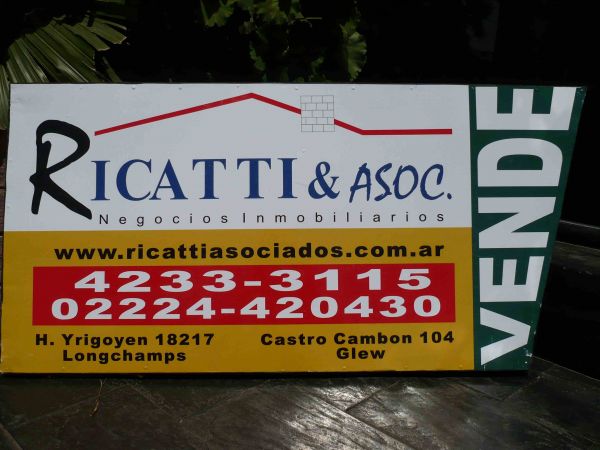 RICATTI & ASOC.
Negocios Inmobiliarios
www.ricattiasociados.com.ar
4233-3115
02224-420430
H. Yrigoyen 18217
Longchamps
Castro Cambon 104
Glew
VENDE